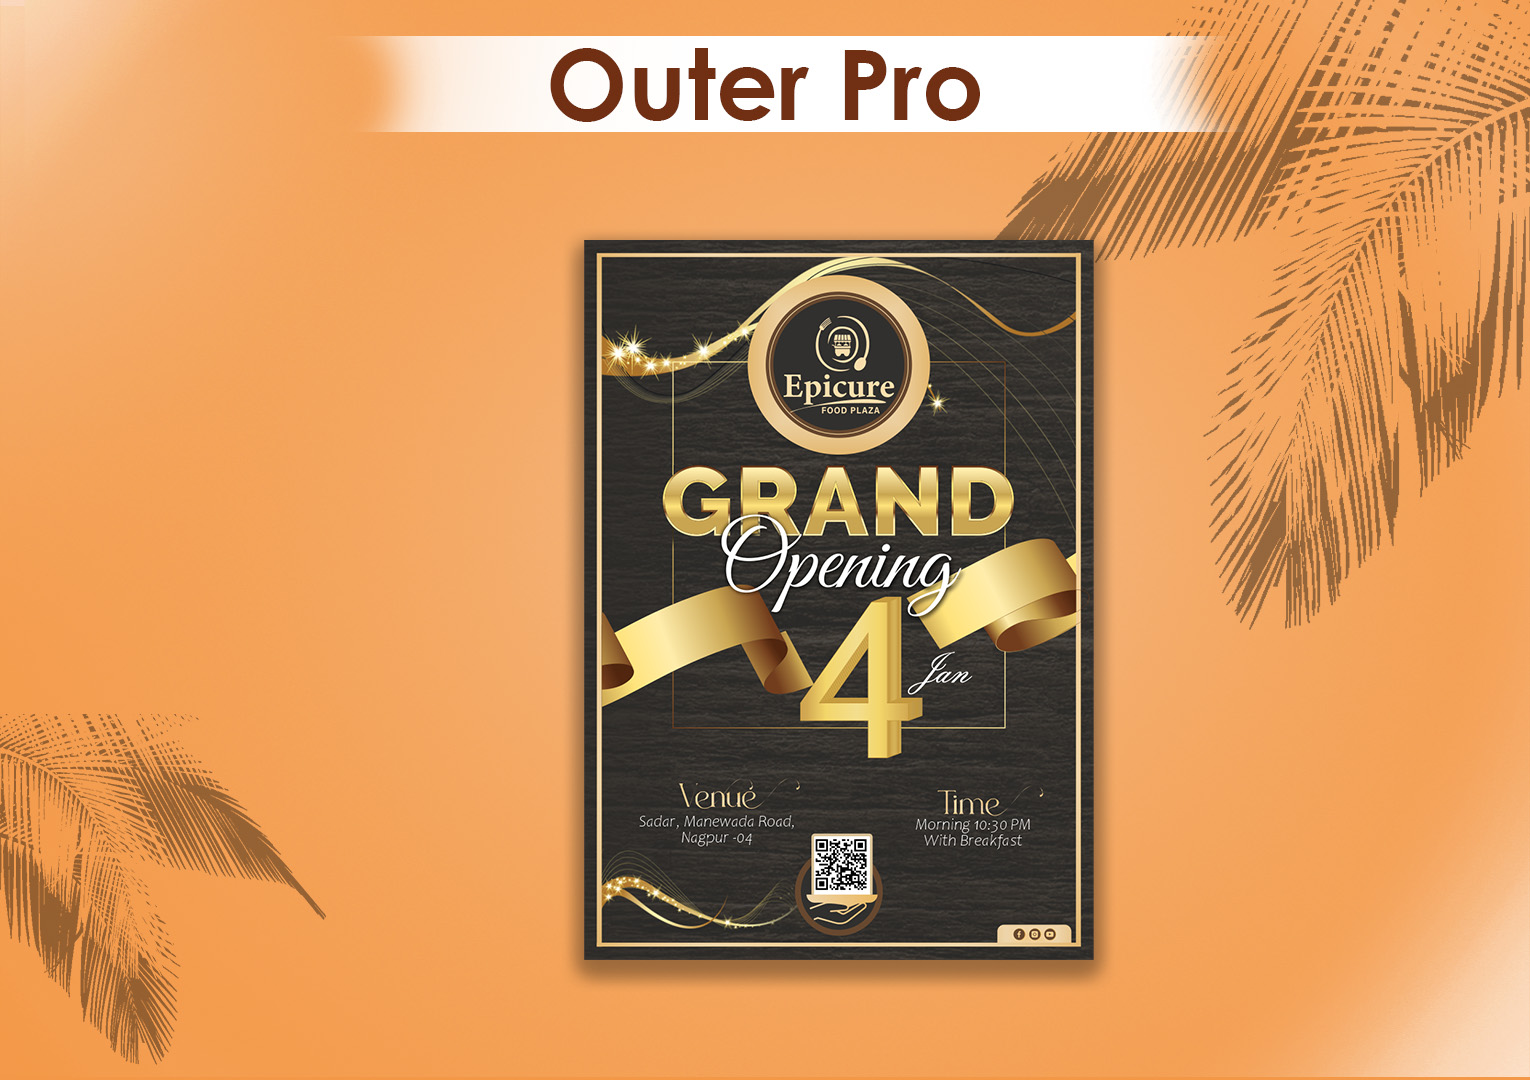 Outer Pro
Epicure
FOOD PLAZA
GRAND
Opening
4
Jan
Venue
Sadar, Manewada Road,
Nagpur -04
Time
Morning 10:30 PM
With Breakfast